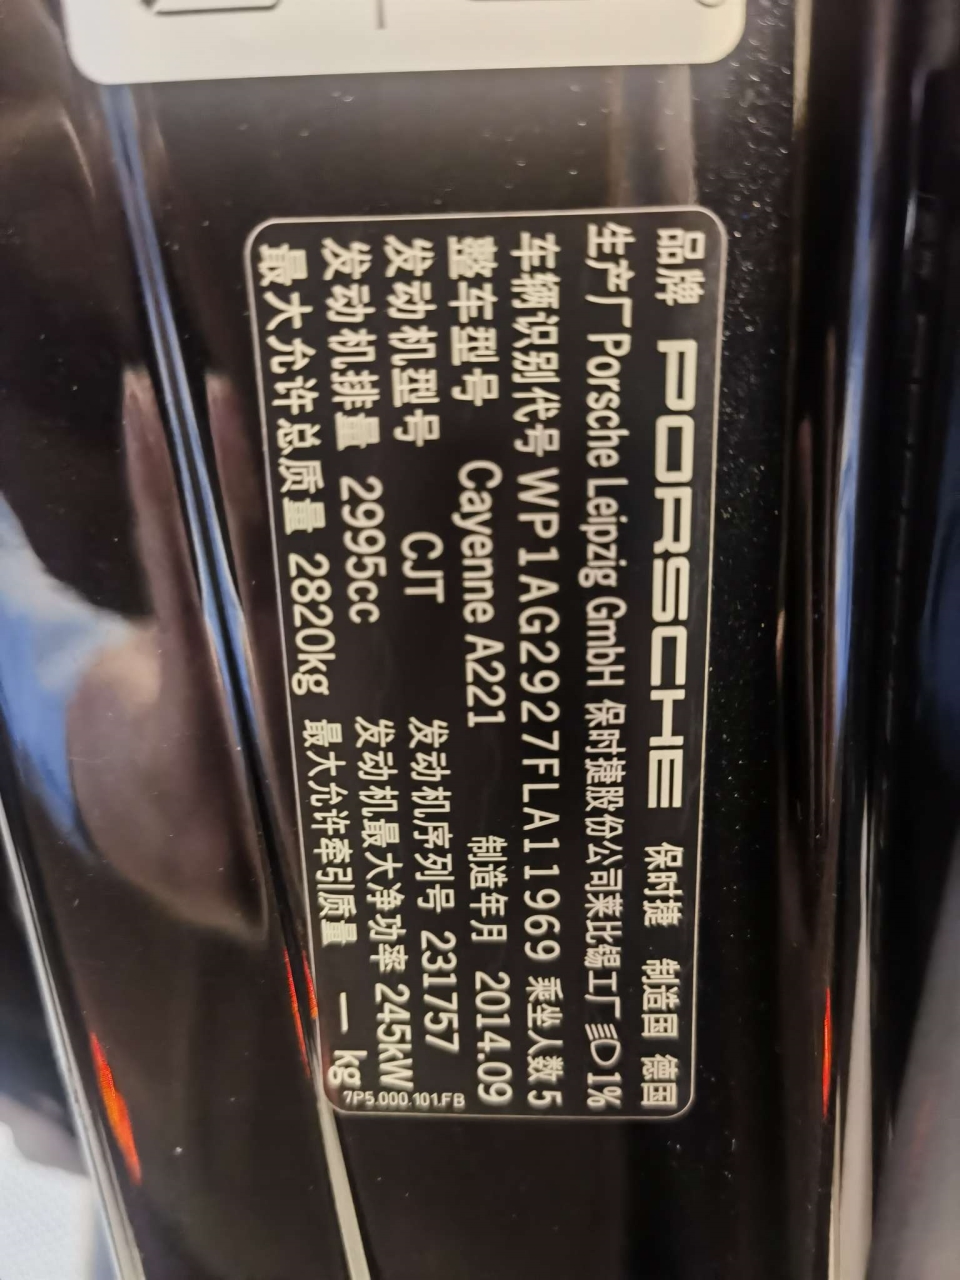 品牌 PORSCHE 保时捷 制造国 德国
生产厂 Porsche Leipzig GmbH 保时捷股份公司莱比锡工厂 1%
车辆识别代号 WP1AG2927FLA11969 乘坐人数 5
整车型号 Cayenne A221 制造年月 2014.09
发动机型号 CJT 发动机序列号 231757
发动机排量 2995cc 发动机最大净功率 245kW
最大允许总质量 2820kg 最大允许牵引质量 — kg
7P5.000.101.FB